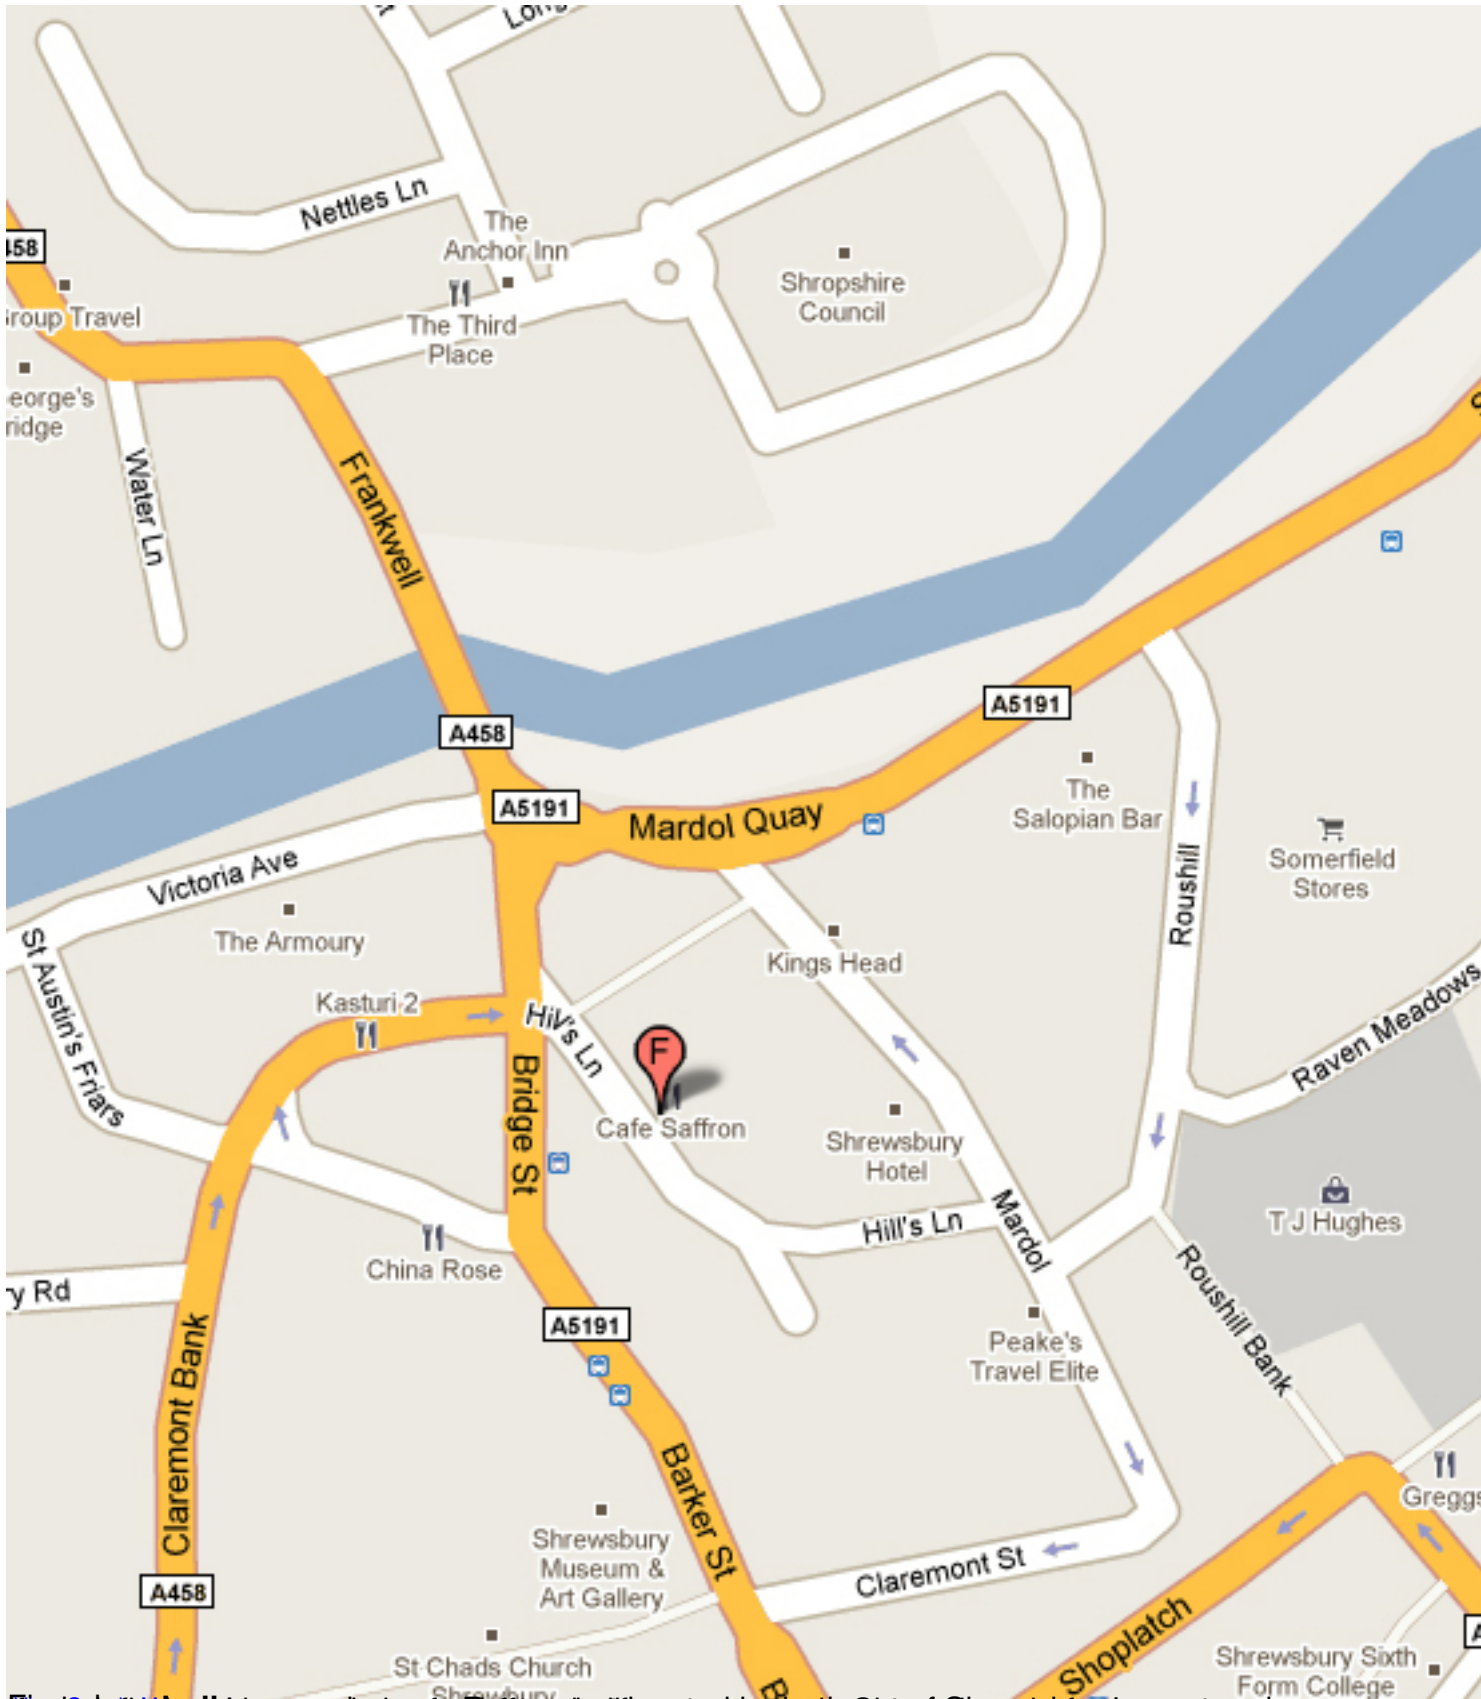 Nettles Ln
The
Anchor Inn
458
Shropshire
Council
The Third
Place
Frankwell
Water Ln
A458
A5191
A5191
Mardol Quay
The
Salopian Bar
Somerfield
Stores
Roushill
Victoria Ave
The Armoury
St Austin's Friars
Kings Head
Kasturi 2
Hill's Ln
F
Cafe Saffron
Bridge St
Raven Meadows
Shrewsbury
Hotel
T J Hughes
Hill's Ln
Mardol
China Rose
Roushill Bank
A5191
Peake's
Travel Elite
Claremont Bank
Barker St
Greggs
Shrewsbury
Museum &
Art Gallery
Claremont St
A458
Shoplatch
St Chads Church
Shrewsbury
Shrewsbury Sixth
Form College